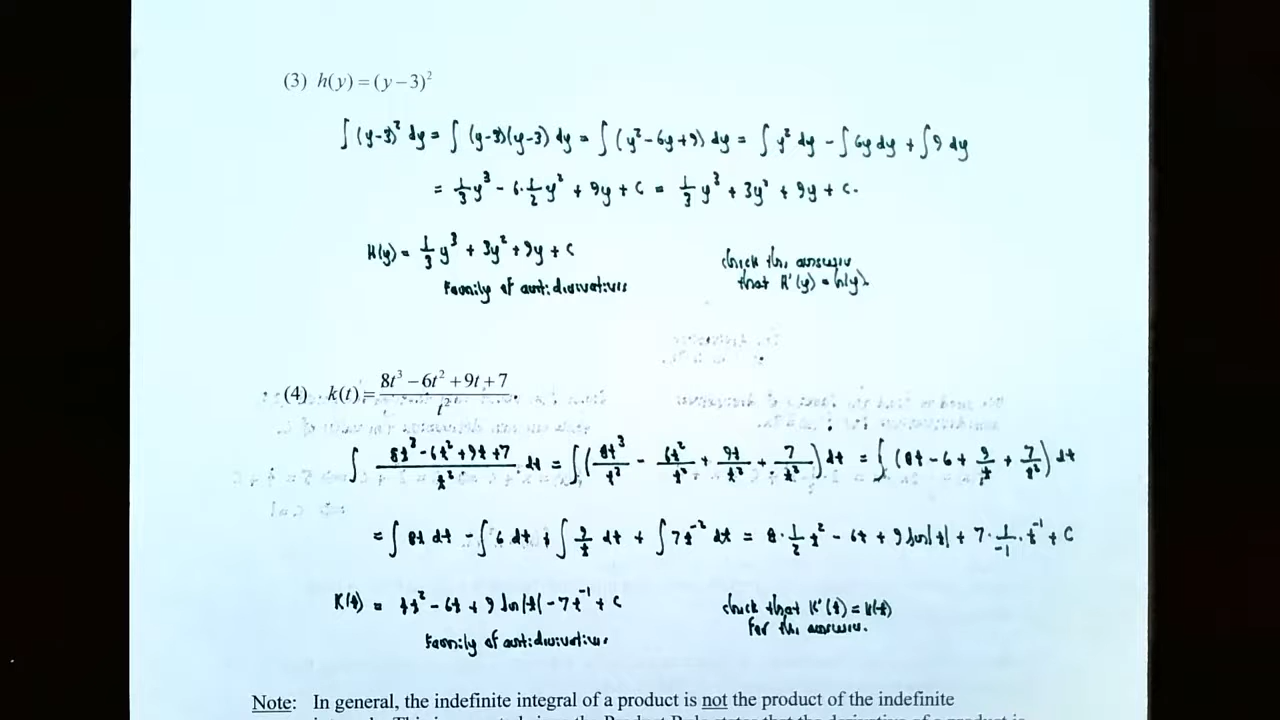 (3) h(y) = (y − 3)²
∫ (y-3)² dy = ∫ (y-3)(y-3) dy = ∫ (y² - 6y + 9) dy = ∫ y² dy - ∫ 6y dy + ∫ 9 dy
= 1/3 y³ - 6·1/2 y² + 9y + C = 1/3 y³ + 3y² + 9y + C.
H(y) = 1/3 y³ + 3y² + 9y + C
Family of antiderivatives
check the answer
that H'(y) = h(y).
(4) k(t) = (8t³ − 6t² + 9t + 7)/t².
∫ (8t³ - 6t² + 9t + 7)/t² dt = ∫ (8t³/t² - 6t²/t² + 9t/t² + 7/t²) dt = ∫ (8t - 6 + 9/t + 7/t²) dt
= ∫ 8t dt - ∫ 6 dt + ∫ 9/t dt + ∫ 7t⁻² dt = 8·1/2 t² - 6t + 9 ln|t| + 7·1/-1·t⁻¹ + C
K(t) = 4t² - 6t + 9 ln|t| - 7t⁻¹ + C
Family of antiderivatives
check that K'(t) = k(t)
for the answer.
Note: In general, the indefinite integral of a product is not the product of the indefinite